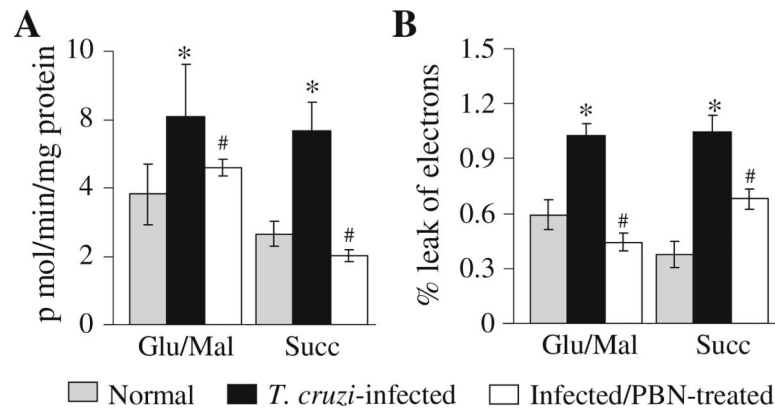 A
p mol/min/mg protein
10
8
4
2
0
*
#
*
#
Glu/Mal
Succ
B
% leak of electrons
1.5
1.2
0.9
0.6
0.3
0
*
#
*
#
Glu/Mal
Succ
Normal
T. cruzi-infected
Infected/PBN-treated